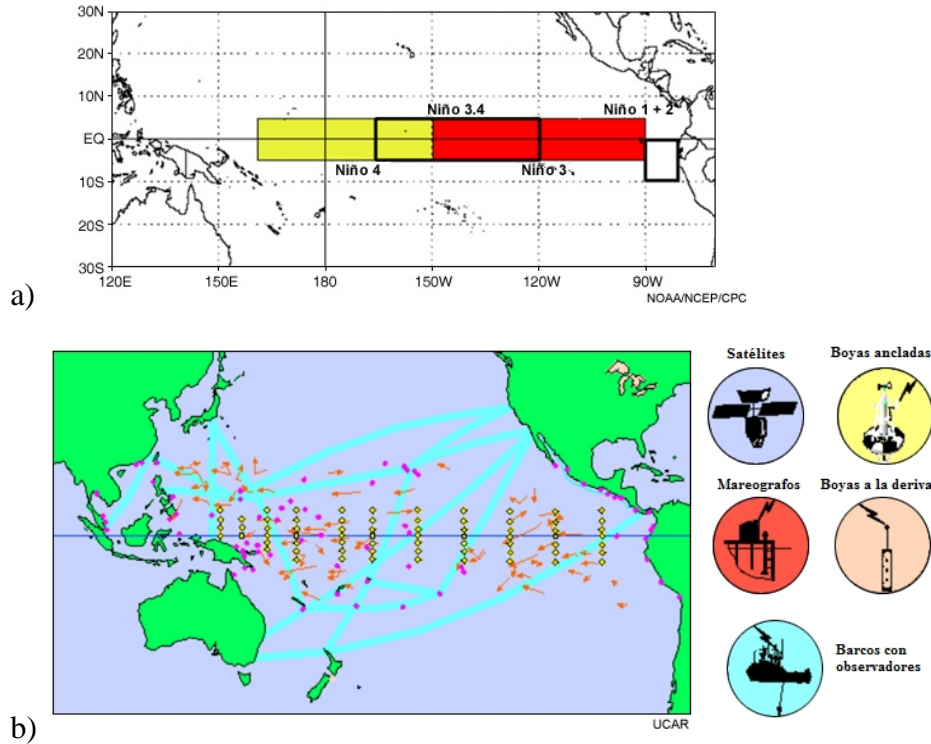 30N
20N
10N
EQ
10S
20S
30S
Niño 3.4
Niño 1 + 2
Niño 4
Niño 3
120E 150E 180 150W 120W 90W
NOAA/NCEP/CPC
a)
Satélites
Boyas ancladas
Mareografos
Boyas a la deriva
Barcos con
observadores
UCAR
b)